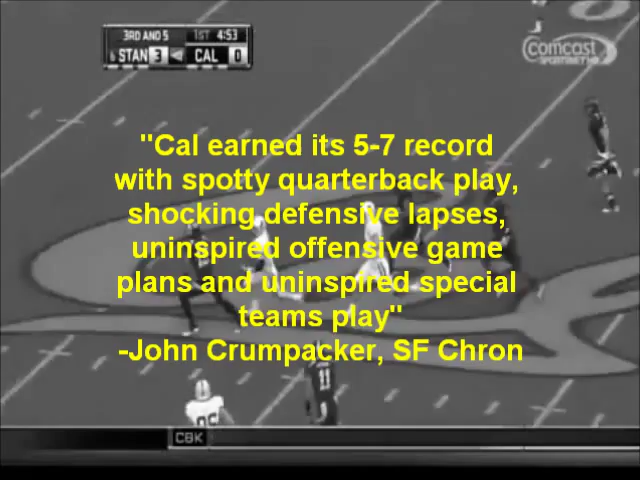 3RD AND 5 1ST 4:53
6 STAN 3 CAL 0
Comcast
"Cal earned its 5-7 record
with spotty quarterback play,
shocking defensive lapses,
uninspired offensive game
plans and uninspired special
teams play"
-John Crumpacker, SF Chron
11
CBK